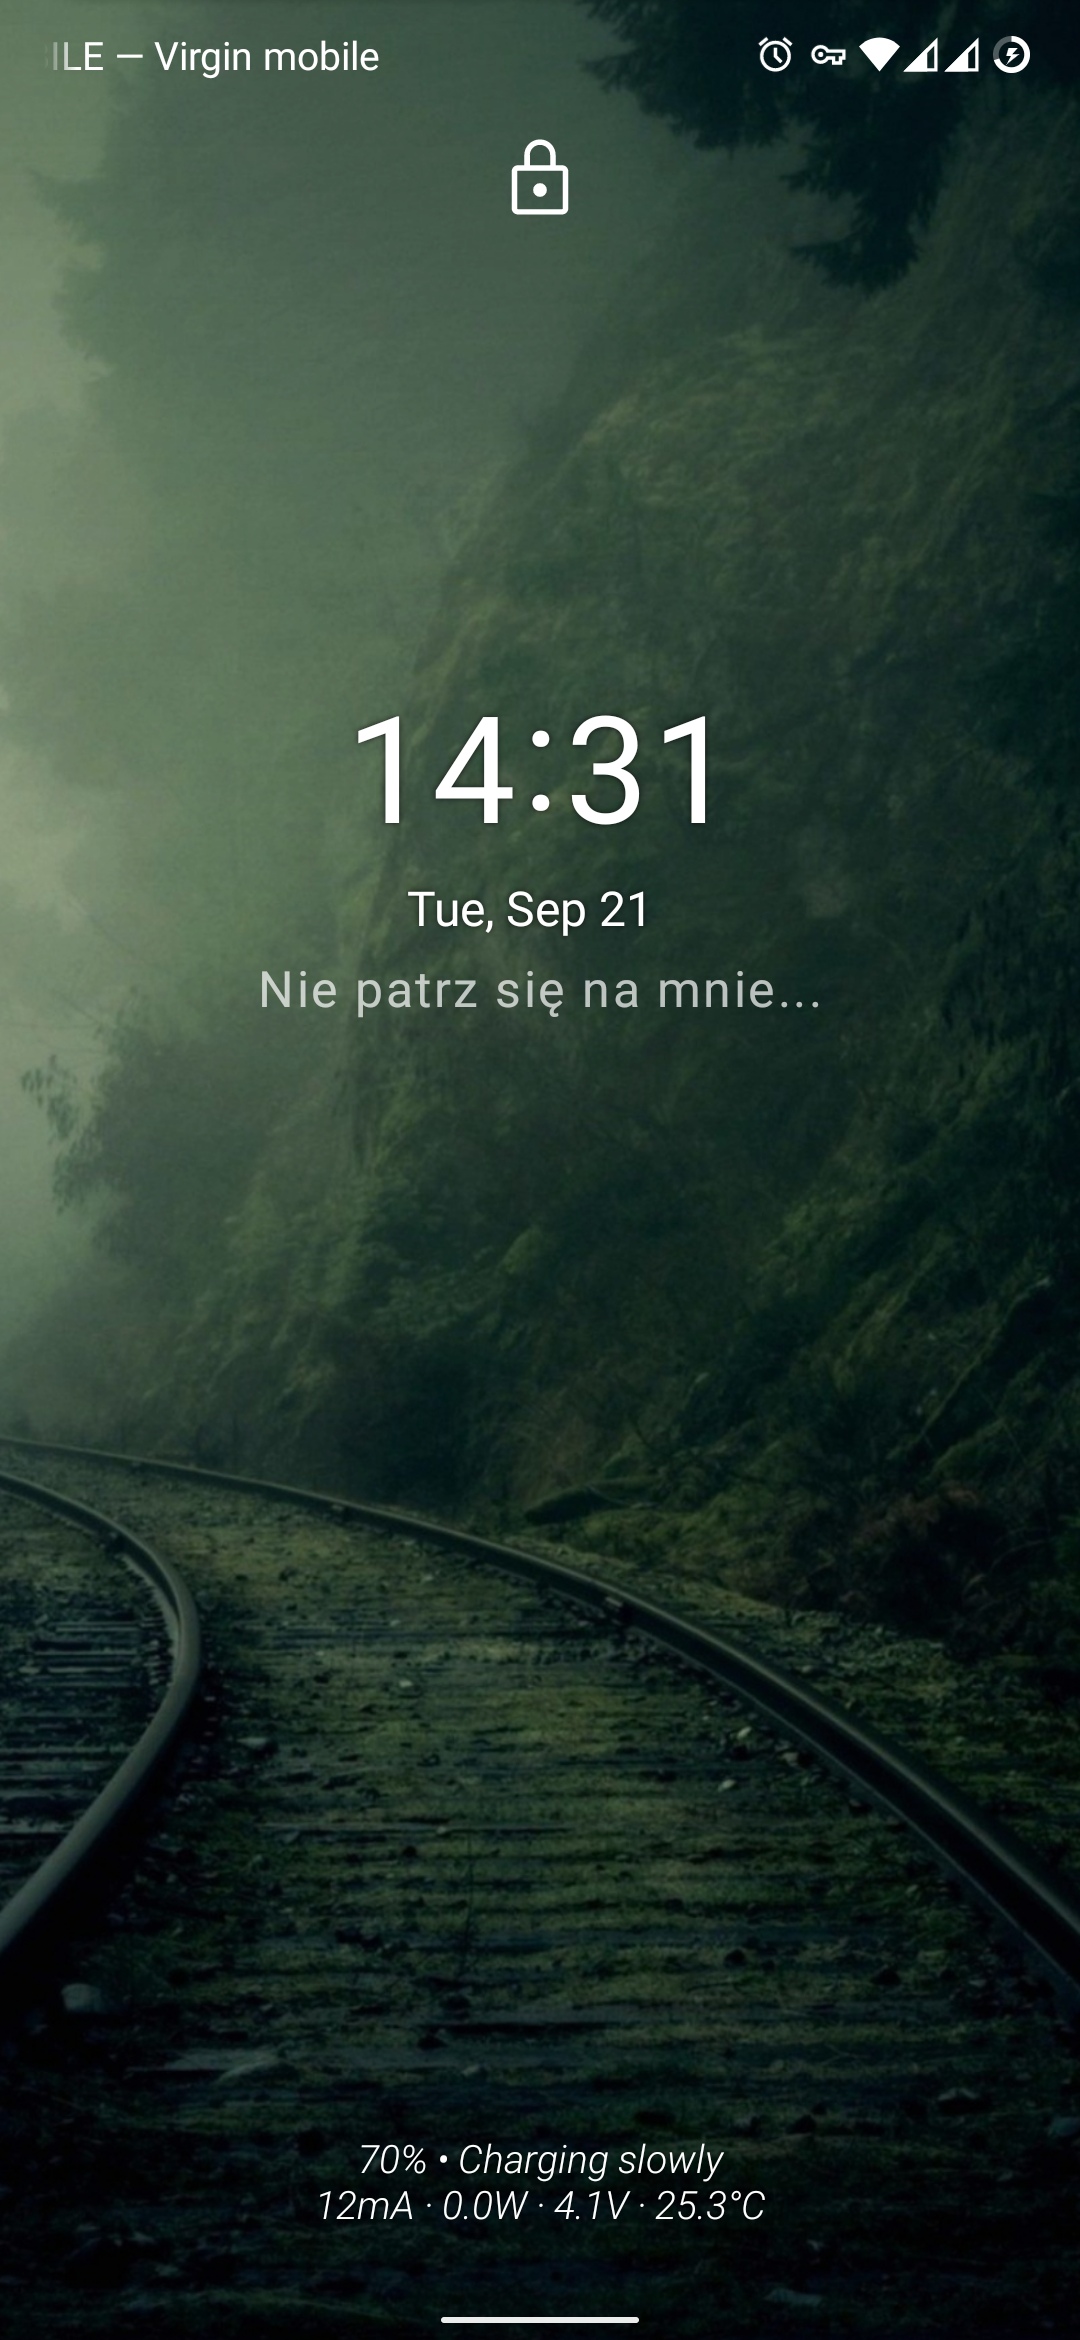 ILE — Virgin mobile
14:31
Tue, Sep 21
Nie patrz się na mnie...
70% • Charging slowly
12mA · 0.0W · 4.1V · 25.3°C